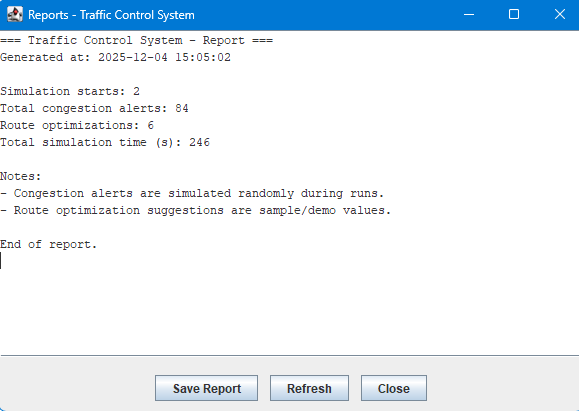 Reports - Traffic Control System
=== Traffic Control System - Report ===
Generated at: 2025-12-04 15:05:02
Simulation starts: 2
Total congestion alerts: 84
Route optimizations: 6
Total simulation time (s): 246
Notes:
- Congestion alerts are simulated randomly during runs.
- Route optimization suggestions are sample/demo values.
End of report.
Save Report Refresh Close